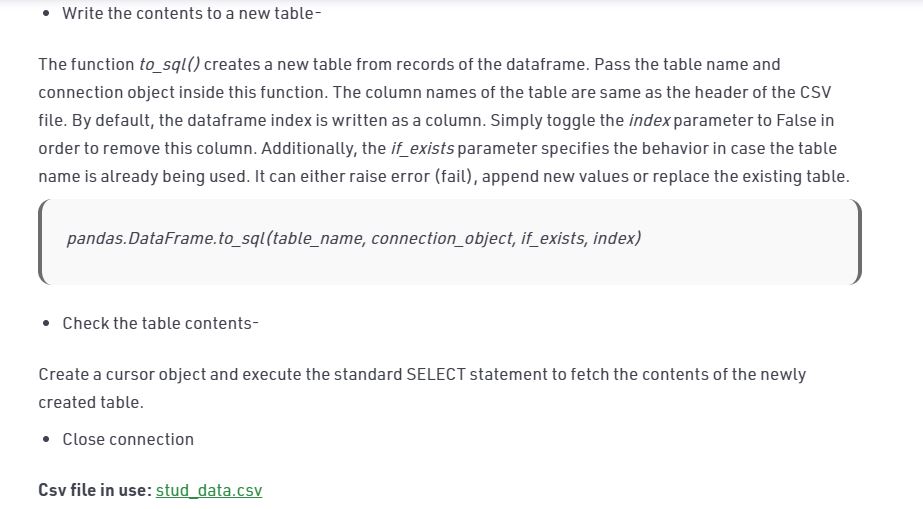 • Write the contents to a new table-
The function to_sql() creates a new table from records of the dataframe. Pass the table name and
connection object inside this function. The column names of the table are same as the header of the CSV
file. By default, the dataframe index is written as a column. Simply toggle the index parameter to False in
order to remove this column. Additionally, the if_exists parameter specifies the behavior in case the table
name is already being used. It can either raise error (fail), append new values or replace the existing table.
pandas.DataFrame.to_sql(table_name, connection_object, if_exists, index)
• Check the table contents-
Create a cursor object and execute the standard SELECT statement to fetch the contents of the newly
created table.
• Close connection
Csv file in use: stud_data.csv